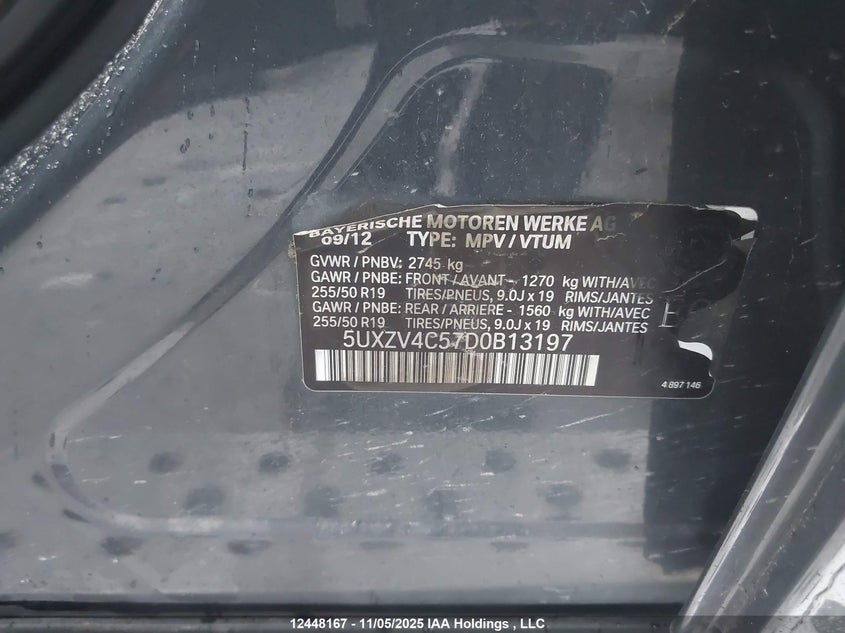 BAYERISCHE MOTOREN WERKE AG
09/12 TYPE: MPV / VTUM
GVWR / PNBV: 2745 kg
GAWR / PNBE: FRONT / AVANT - 1270 kg WITH/AVEC
255/50 R19 TIRES/PNEUS, 9.0J x 19 RIMS/JANTES
GAWR / PNBE: REAR / ARRIERE - 1560 kg WITH/AVEC
255/50 R19 TIRES/PNEUS, 9.0J x 19 RIMS/JANTES
5UXZV4C57D0B13197
4 897 146
12448167 - 11/05/2025 IAA Holdings , LLC